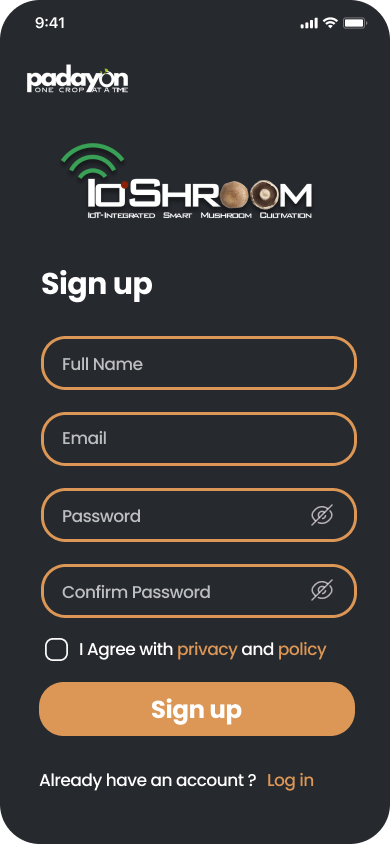 9:41
padayon
ONE CROP AT A TIME
IoSHROOM
IoT-INTEGRATED SMART MUSHROOM CULTIVATION
Sign up
Full Name
Email
Password
Confirm Password
I Agree with privacy and policy
Sign up
Already have an account ? Log in